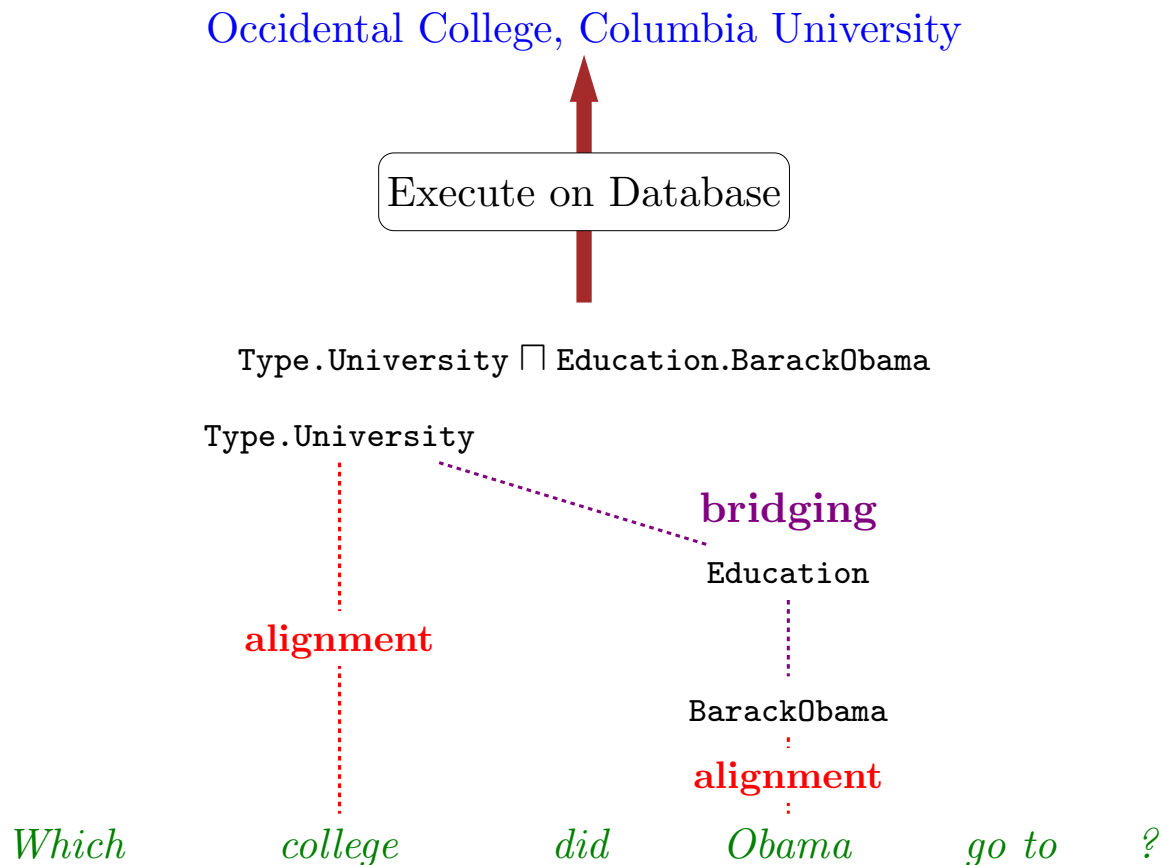 Occidental College, Columbia University
Execute on Database
Type.University ⊓ Education.BarackObama
Type.University
bridging
Education
alignment
BarackObama
alignment
Which college did Obama go to ?